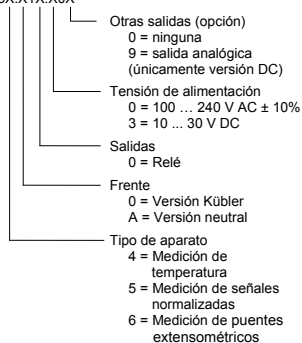 Otras salidas (opción)
0 = ninguna
9 = salida analógica
(únicamente versión DC)
Tensión de alimentación
0 = 100 … 240 V AC ± 10%
3 = 10 ... 30 V DC
Salidas
0 = Relé
Frente
0 = Versión Kübler
A = Versión neutral
Tipo de aparato
4 = Medición de
temperatura
5 = Medición de señales
normalizadas
6 = Medición de puentes
extensométricos